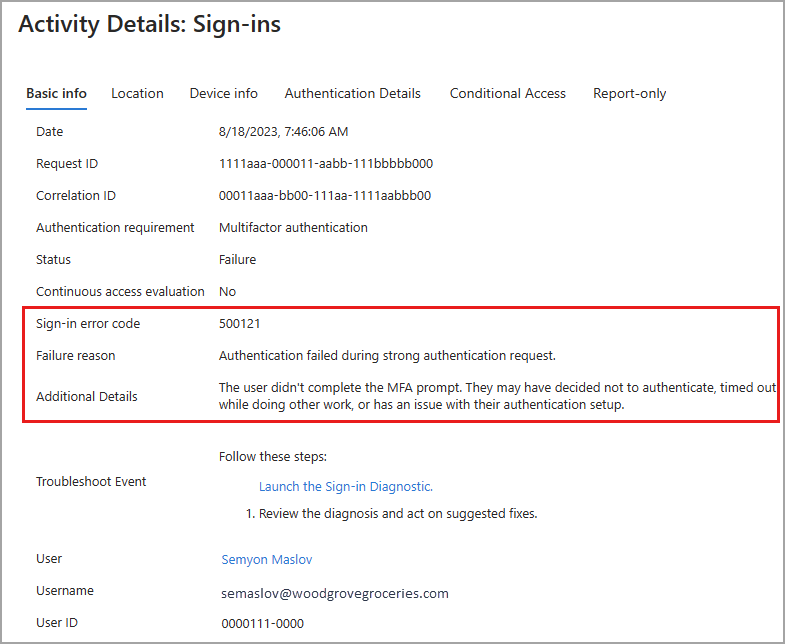 Activity Details: Sign-ins
Basic info Location Device info Authentication Details Conditional Access Report-only
Date 8/18/2023, 7:46:06 AM
Request ID 1111aaa-000011-aabb-111bbbbb000
Correlation ID 00011aaa-bb00-111aa-1111aabbb00
Authentication requirement Multifactor authentication
Status Failure
Continuous access evaluation No
Sign-in error code 500121
Failure reason Authentication failed during strong authentication request.
Additional Details The user didn't complete the MFA prompt. They may have decided not to authenticate, timed out
while doing other work, or has an issue with their authentication setup.
Follow these steps:
Troubleshoot Event
Launch the Sign-in Diagnostic.
1. Review the diagnosis and act on suggested fixes.
User Semyon Maslov
Username semaslov@woodgrovegroceries.com
User ID 0000111-0000